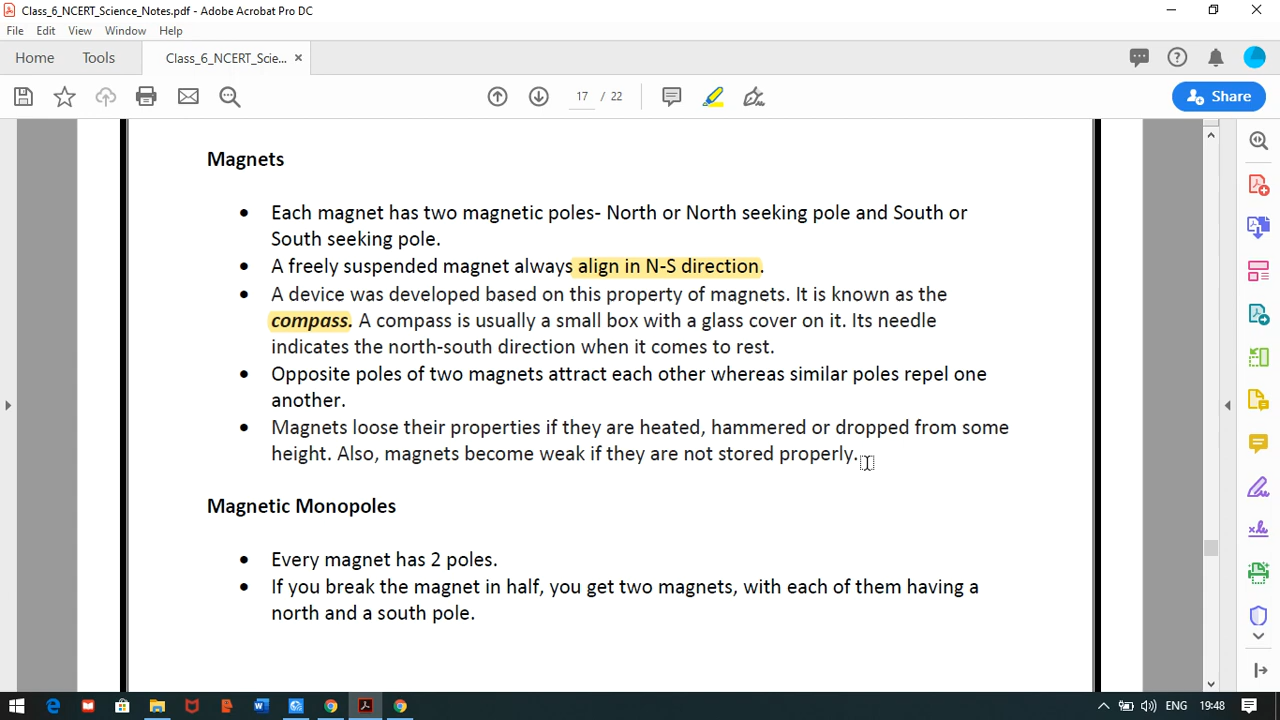 Class_6_NCERT_Science_Notes.pdf - Adobe Acrobat Pro DC
File Edit View Window Help
Home Tools Class_6_NCERT_Scie... ×
17 / 22
Share
Magnets
• Each magnet has two magnetic poles- North or North seeking pole and South or
South seeking pole.
• A freely suspended magnet always align in N-S direction.
• A device was developed based on this property of magnets. It is known as the
compass. A compass is usually a small box with a glass cover on it. Its needle
indicates the north-south direction when it comes to rest.
• Opposite poles of two magnets attract each other whereas similar poles repel one
another.
• Magnets loose their properties if they are heated, hammered or dropped from some
height. Also, magnets become weak if they are not stored properly.
Magnetic Monopoles
• Every magnet has 2 poles.
• If you break the magnet in half, you get two magnets, with each of them having a
north and a south pole.
ENG 19:48